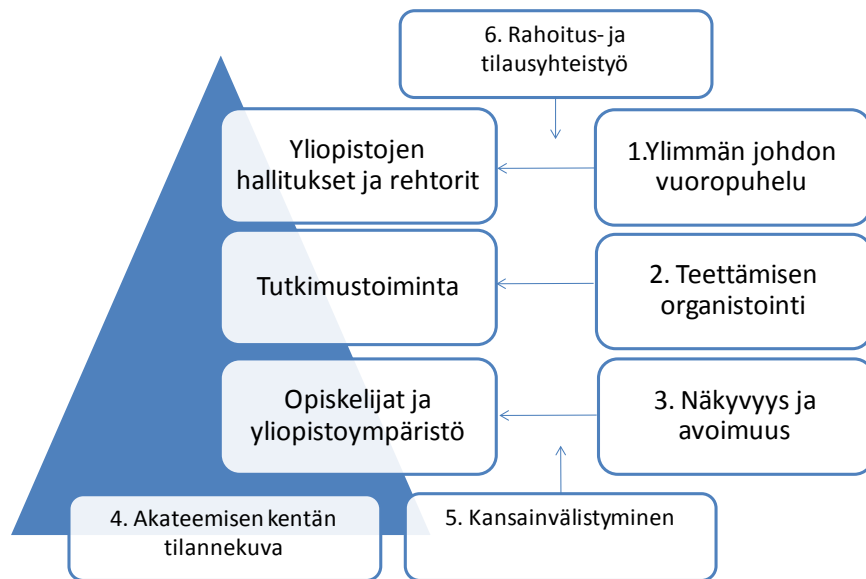 6. Rahoitus- ja
tilausyhteistyö
Yliopistojen
hallitukset ja rehtorit
1.Ylimmän johdon
vuoropuhelu
Tutkimustoiminta
2. Teettämisen
organistointi
Opiskelijat ja
yliopistoympäristö
3. Näkyvyys ja
avoimuus
4. Akateemisen kentän
tilannekuva
5. Kansainvälistyminen